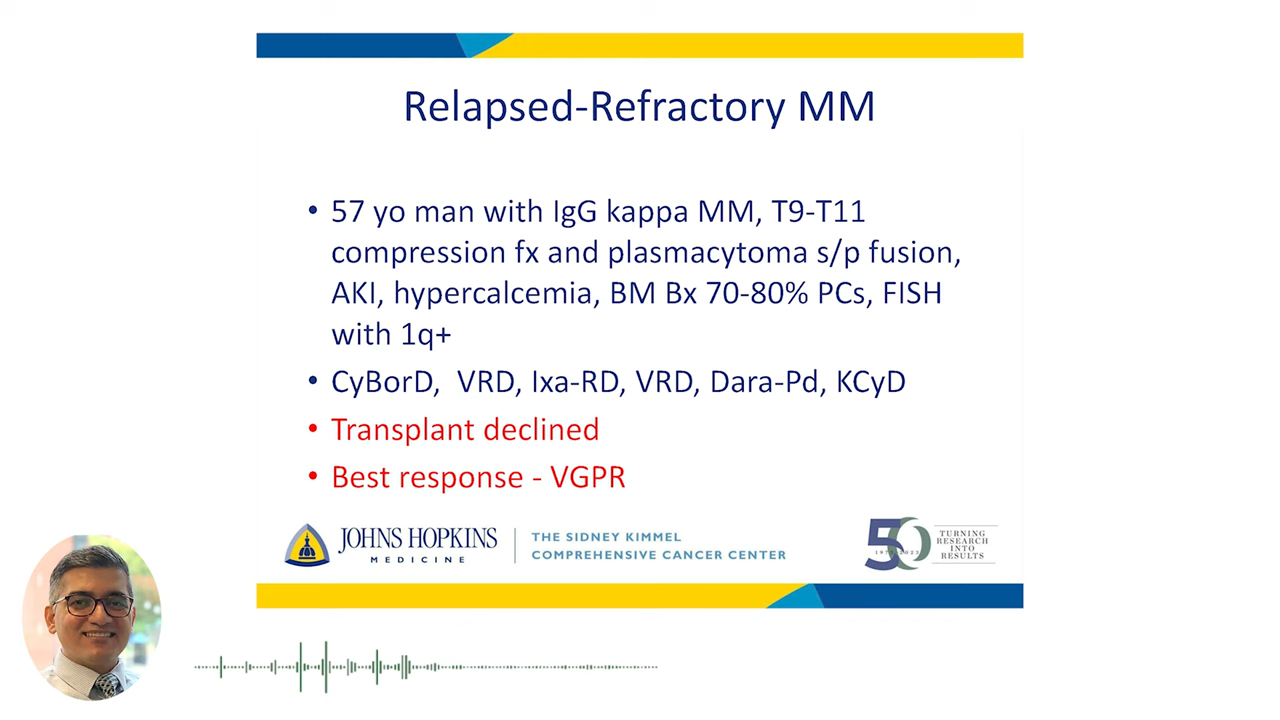 Relapsed-Refractory MM
• 57 yo man with IgG kappa MM, T9-T11
compression fx and plasmacytoma s/p fusion,
AKI, hypercalcemia, BM Bx 70-80% PCs, FISH
with 1q+
• CyBorD,  VRD, Ixa-RD, VRD, Dara-Pd, KCyD
• Transplant declined
• Best response - VGPR
JOHNS HOPKINS
MEDICINE
THE SIDNEY KIMMEL
COMPREHENSIVE CANCER CENTER
50
TURNING
RESEARCH
INTO
RESULTS